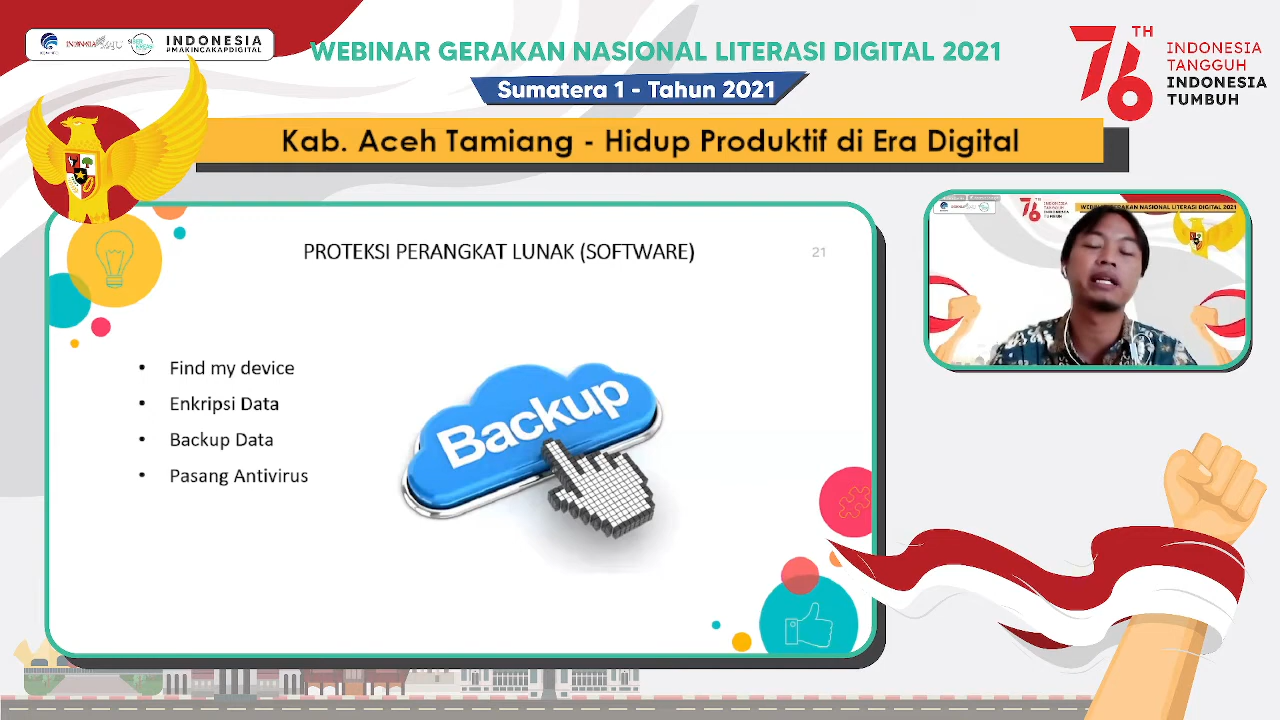 INDONESIA
#MAKINCAKAPDIGITAL
WEBINAR GERAKAN NASIONAL LITERASI DIGITAL 2021
Sumatera 1 - Tahun 2021
76TH
INDONESIA
TANGGUH
INDONESIA
TUMBUH
Kab. Aceh Tamiang - Hidup Produktif di Era Digital
PROTEKSI PERANGKAT LUNAK (SOFTWARE)
21
• Find my device
• Enkripsi Data
• Backup Data
• Pasang Antivirus
Backup